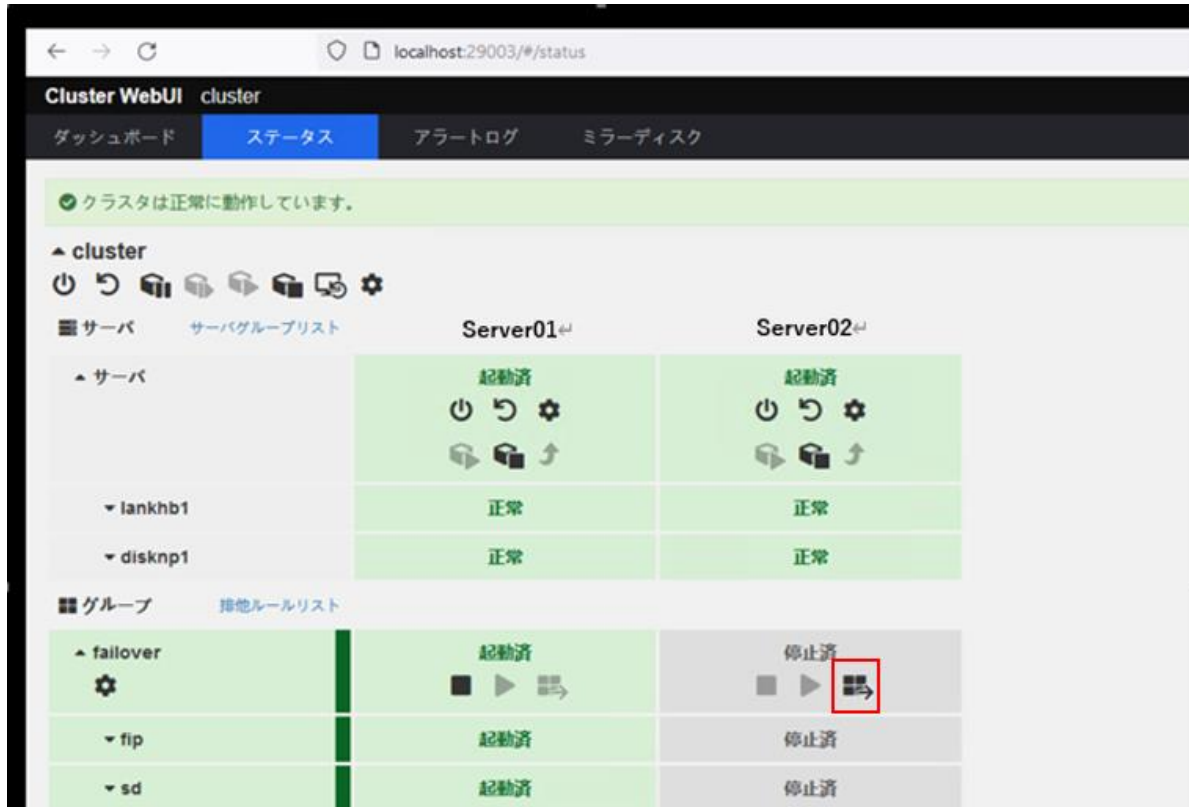 localhost:29003/#/status
Cluster WebUI cluster
ダッシュボード ステータス アラートログ ミラーディスク
クラスタは正常に動作しています。
cluster
サーバ サーバグループリスト Server01↵ Server02↵
サーバ 起動済 起動済
lankhb1 正常 正常
disknp1 正常 正常
グループ 排他ルールリスト
failover 起動済 停止済
fip 起動済 停止済
sd 起動済 停止済